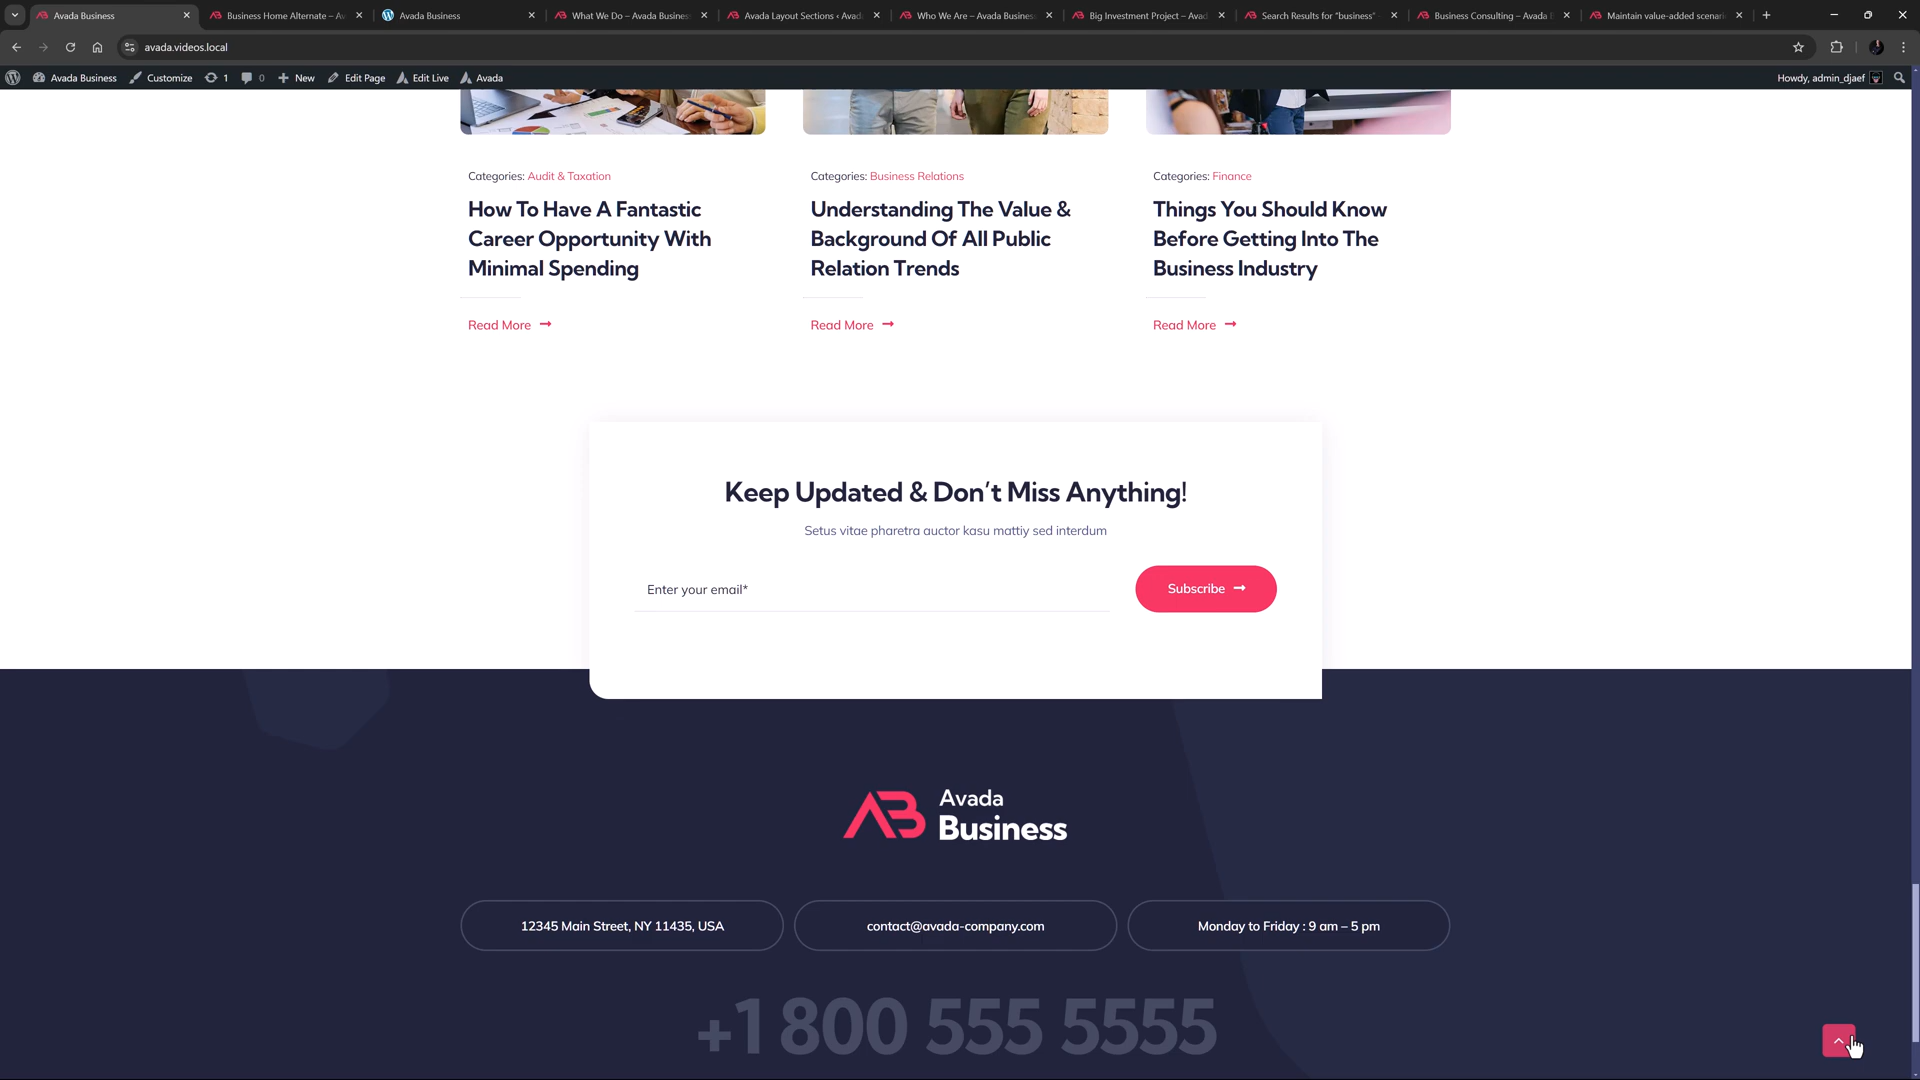 Avada Business
Business Home Alternate – Av
Avada Business
What We Do – Avada Business
Avada Layout Sections ‹ Avada
Who We Are – Avada Business
Big Investment Project – Avad
Search Results for “business” -
Business Consulting – Avada B
Maintain value-added scenari
avada.videos.local
Avada Business
Customize
1
0
New
Edit Page
Edit Live
Avada
Howdy, admin_djaef
Categories: Audit & Taxation
How To Have A Fantastic
Career Opportunity With
Minimal Spending
Read More
Categories: Business Relations
Understanding The Value &
Background Of All Public
Relation Trends
Read More
Categories: Finance
Things You Should Know
Before Getting Into The
Business Industry
Read More
Keep Updated & Don’t Miss Anything!
Setus vitae pharetra auctor kasu mattiy sed interdum
Enter your email*
Subscribe
Avada
Business
12345 Main Street, NY 11435, USA
contact@avada-company.com
Monday to Friday : 9 am – 5 pm
+1 800 555 5555